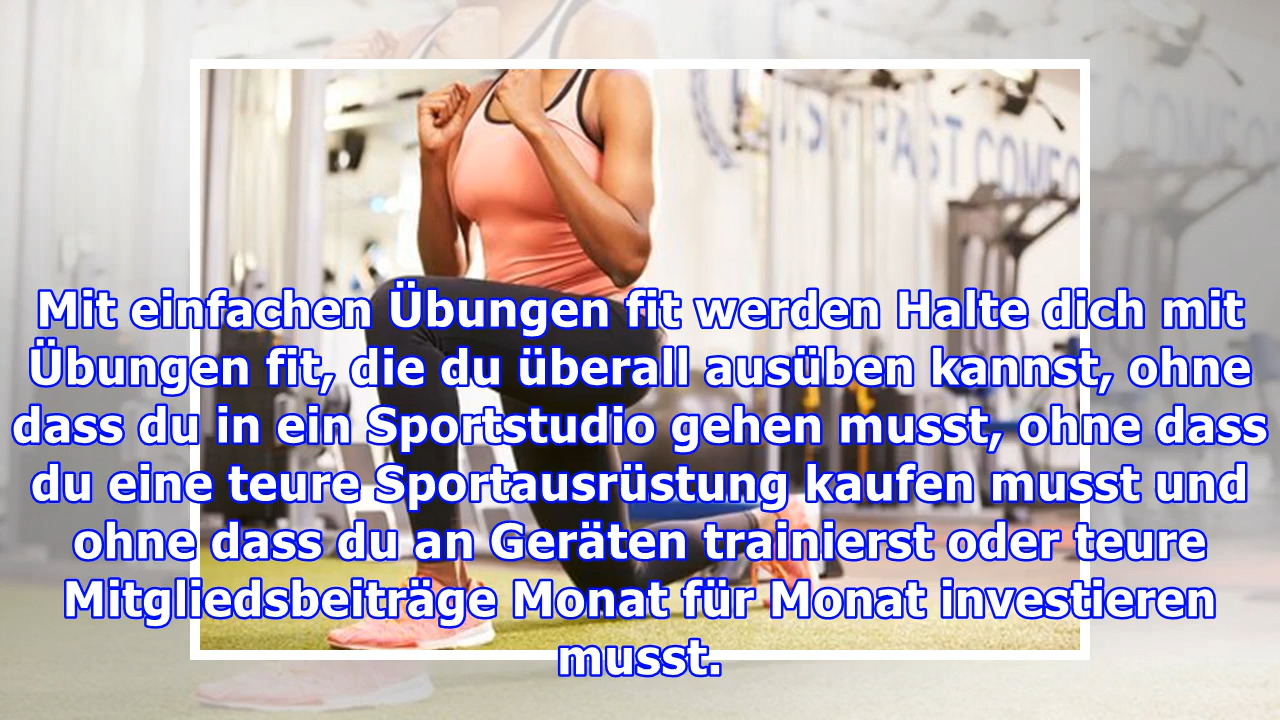 AST COMFO
Mit einfachen Übungen fit werden Halte dich mit
Übungen fit, die du überall ausüben kannst, ohne
dass du in ein Sportstudio gehen musst, ohne dass
du eine teure Sportausrüstung kaufen musst und
ohne dass du an Geräten trainierst oder teure
Mitgliedsbeiträge Monat für Monat investieren
musst.